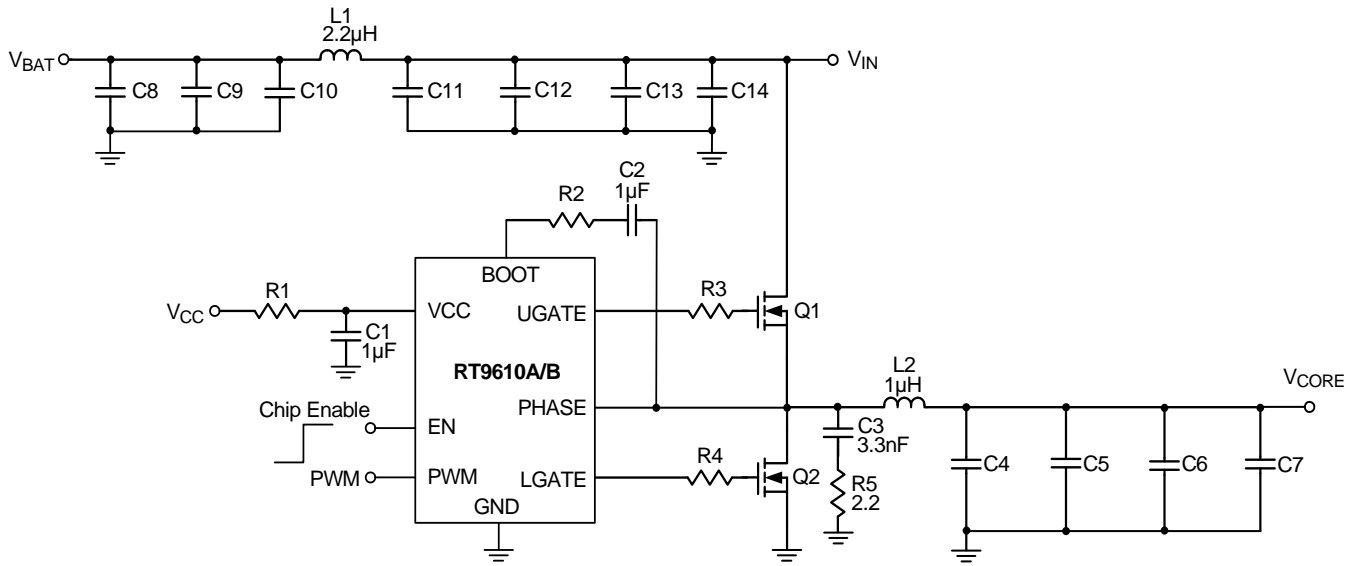 L1
2.2µH
VBAT
VIN
C8
C9
C10
C11
C12
C13
C14
C2
1µF
R2
BOOT
R1
VCC
VCC
UGATE
R3
Q1
C1
1µF
RT9610A/B
L2
1µH
VCORE
Chip Enable
EN
PHASE
C3
3.3nF
PWM
PWM
LGATE
R4
Q2
R5
2.2
C4
C5
C6
C7
GND